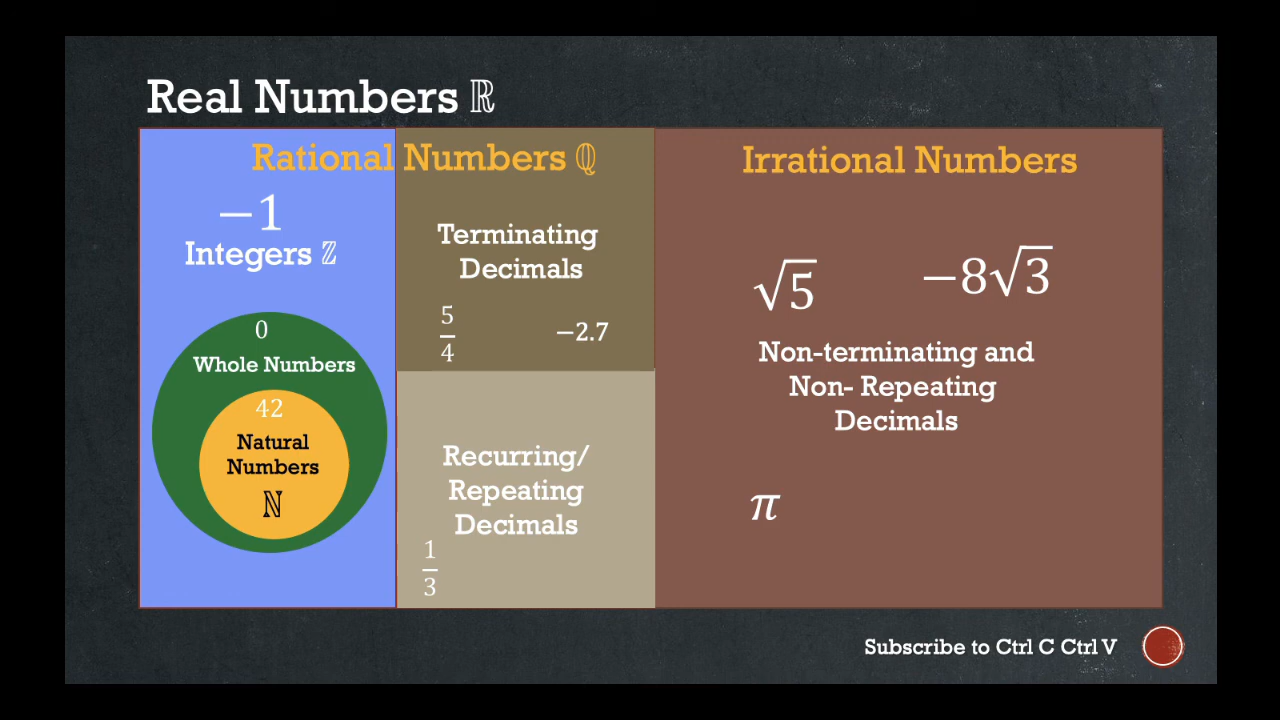 Real Numbers ℝ
Rational Numbers ℚ
−1
Integers ℤ
0
Whole Numbers
42
Natural
Numbers
ℕ
Terminating
Decimals
5
4
−2.7
Recurring/
Repeating
Decimals
1
3
Irrational Numbers
√5
−8√3
Non-terminating and
Non- Repeating
Decimals
π
Subscribe to Ctrl C Ctrl V